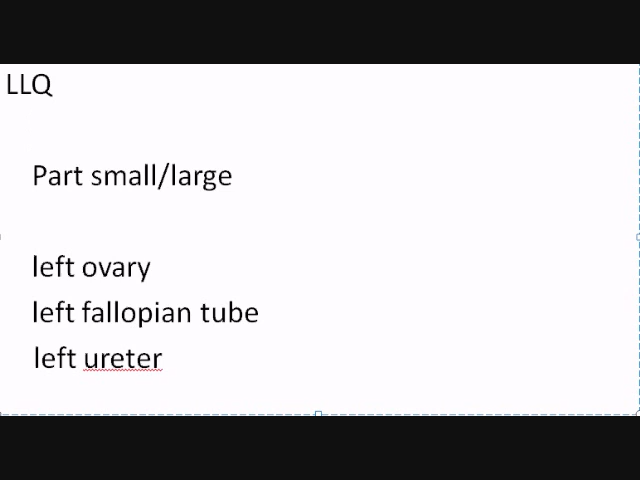 LLQ
Part small/large
left ovary
left fallopian tube
left ureter